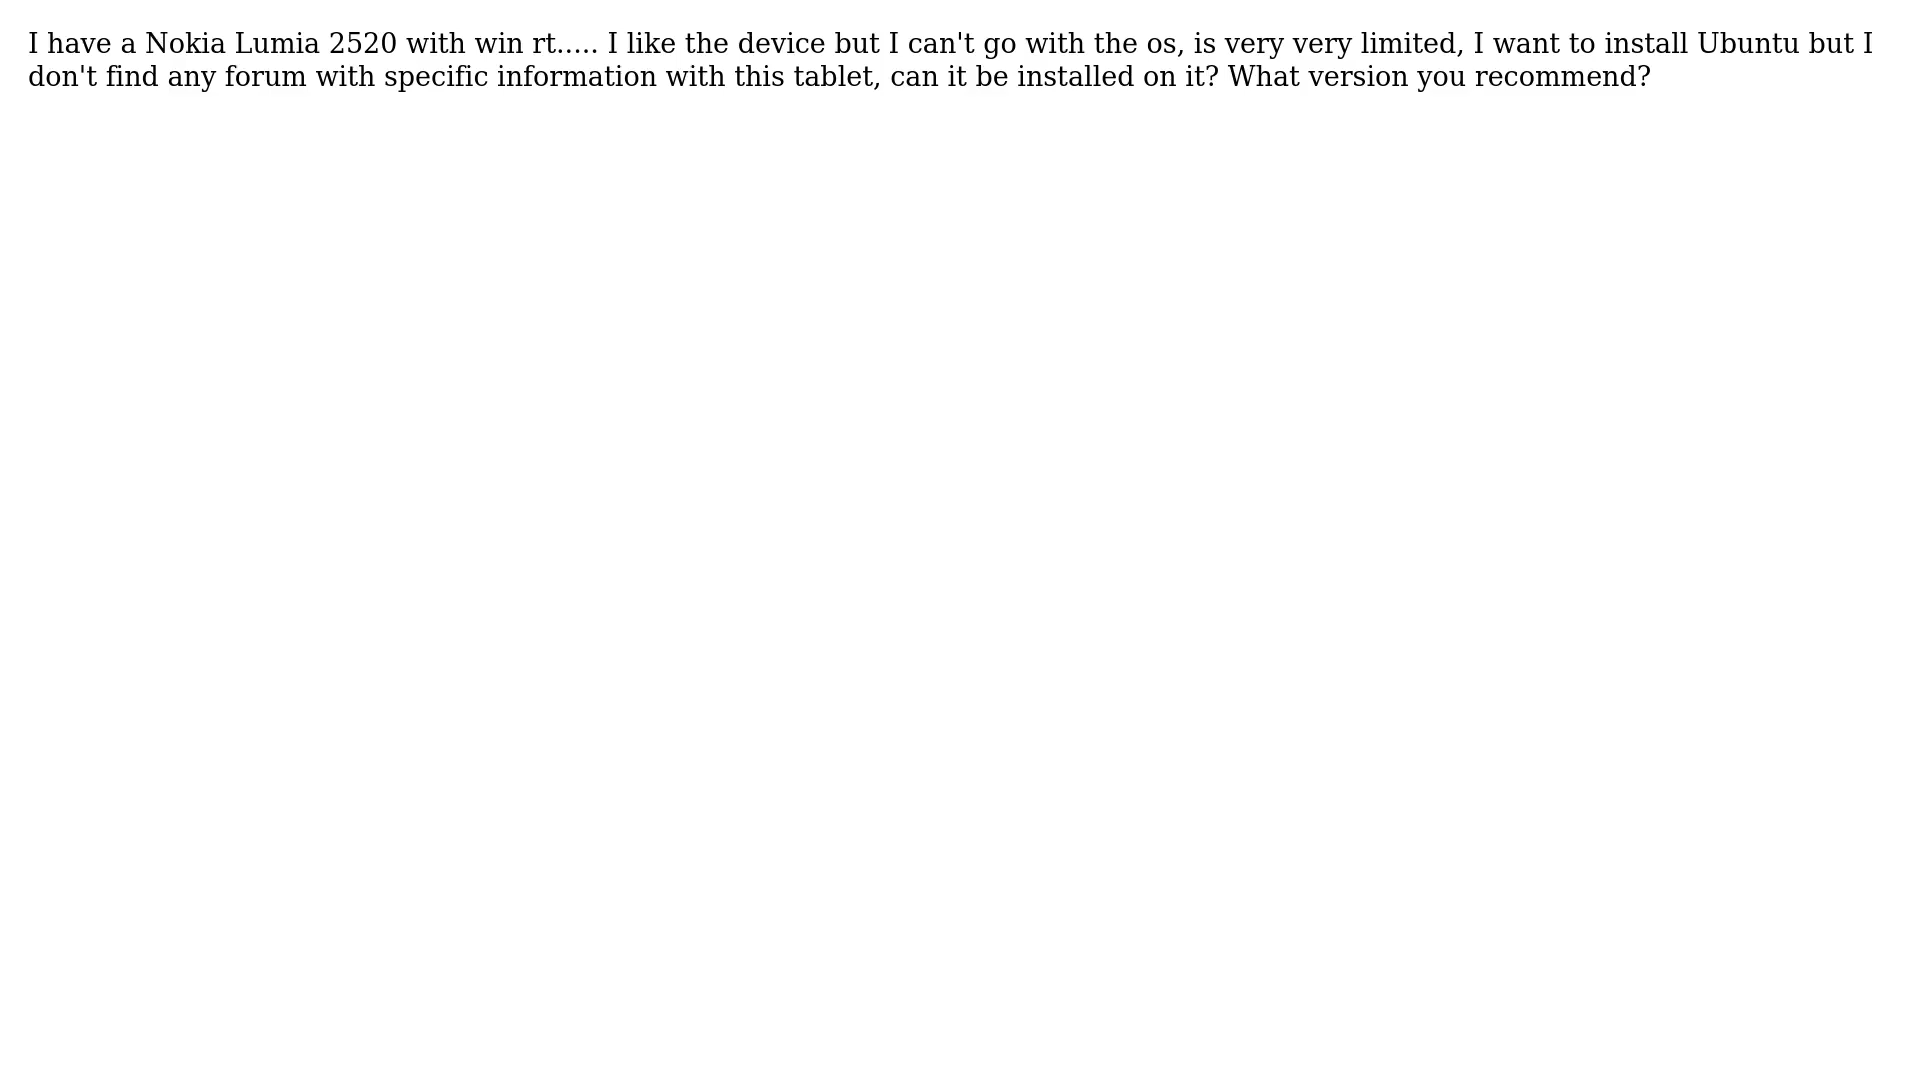 I have a Nokia Lumia 2520 with win rt..... I like the device but I can't go with the os, is very very limited, I want to install Ubuntu but I
don't find any forum with specific information with this tablet, can it be installed on it? What version you recommend?